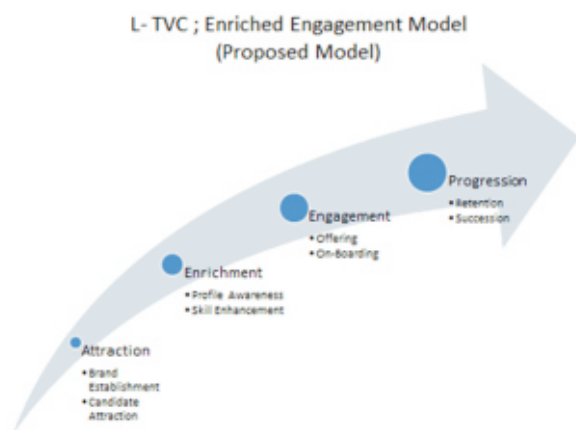 L- TVC ; Enriched Engagement Model
(Proposed Model)
Progression
• Retention
• Succession
Engagement
• Offering
• On-Boarding
Enrichment
• Profile Awareness
• Skill Enhancement
Attraction
• Brand
Establishment
• Candidate
Attraction